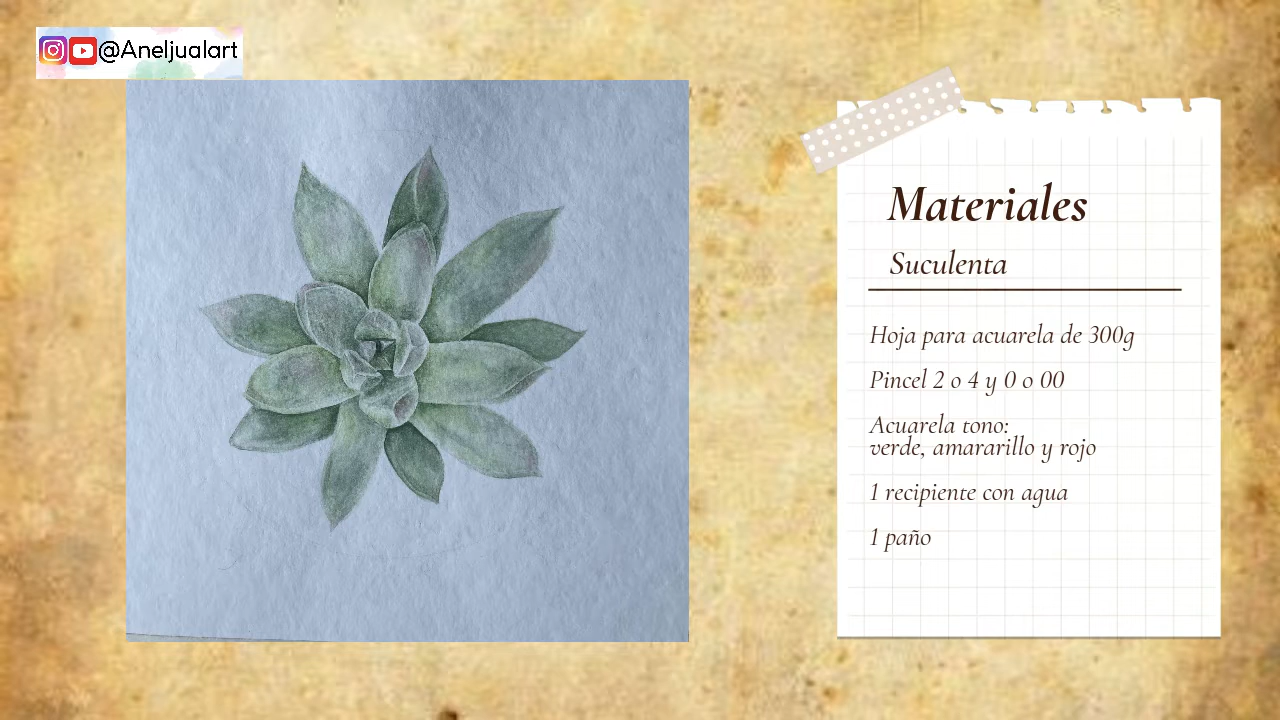 @Aneljualart
Materiales
Suculenta
Hoja para acuarela de 300g
Pincel 2 o 4 y 0 o 00
Acuarela tono:
verde, amararillo y rojo
1 recipiente con agua
1 paño